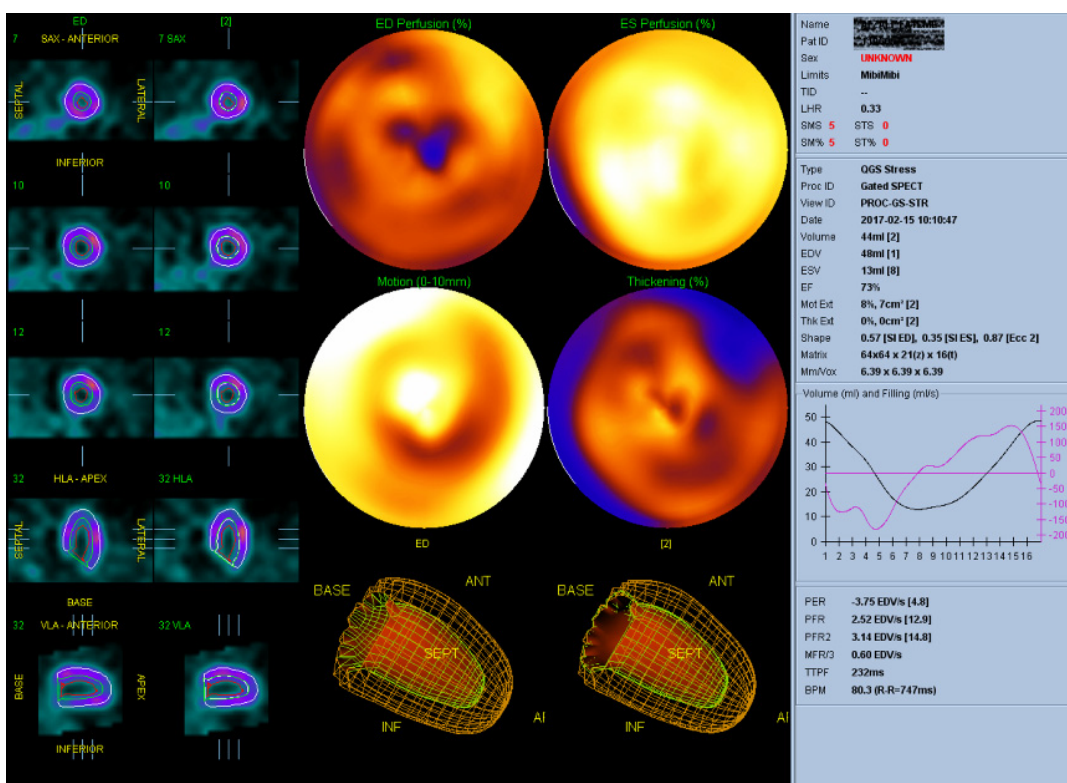 ED [2]
7 SAX - ANTERIOR 7 SAX
SEPTAL LATERAL
INFERIOR
10 10
12 12
32 HLA - APEX 32 HLA
SEPTAL LATERAL
BASE
32 VLA - ANTERIOR 32 VLA
BASE APEX
INFERIOR
ED Perfusion (%) ES Perfusion (%)
Motion (0-10mm) Thickening (%)
ED [2]
BASE ANT BASE ANT
SEPT SEPT
INF INF
Name
Pat ID
Sex UNKNOWN
Limits MibiMibi
TID --
LHR 0.33
SMS 5 STS 0
SM% 5 ST% 0
Type QGS Stress
Proc ID Gated SPECT
View ID PROC-GS-STR
Date 2017-02-15 10:10:47
Volume 44ml [2]
EDV 48ml [1]
ESV 13ml [8]
EF 73%
Mot Ext 8%, 7cm² [2]
Thk Ext 0%, 0cm² [2]
Shape 0.57 [SI ED], 0.35 [SI ES], 0.87 [Ecc 2]
Matrix 64x64 x 21(z) x 16(t)
Mm/Vox 6.39 x 6.39 x 6.39
Volume (ml) and Filling (ml/s)
50 200
40 150
30 100
20 50
10 0
0 -50
-100
-150
-200
1 2 3 4 5 6 7 8 9 10 11 12 13 14 15 16
PER -3.75 EDV/s [4.8]
PFR 2.52 EDV/s [12.9]
PFR2 3.14 EDV/s [14.8]
MFR/3 0.60 EDV/s
TTPF 232ms
BPM 80.3 (R-R=747ms)